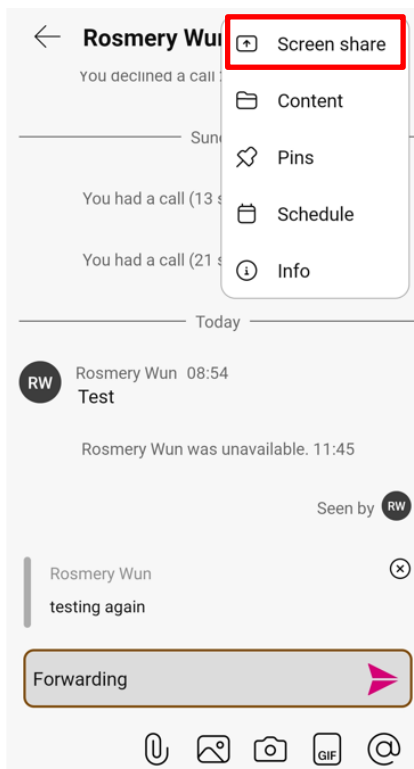 Rosmery Wu
Screen share
You declined a call
Content
Sun
Pins
You had a call (13 s
Schedule
You had a call (21 s
Info
Today
RW
Rosmery Wun 08:54
Test
Rosmery Wun was unavailable. 11:45
Seen by RW
Rosmery Wun
testing again
Forwarding
GIF @